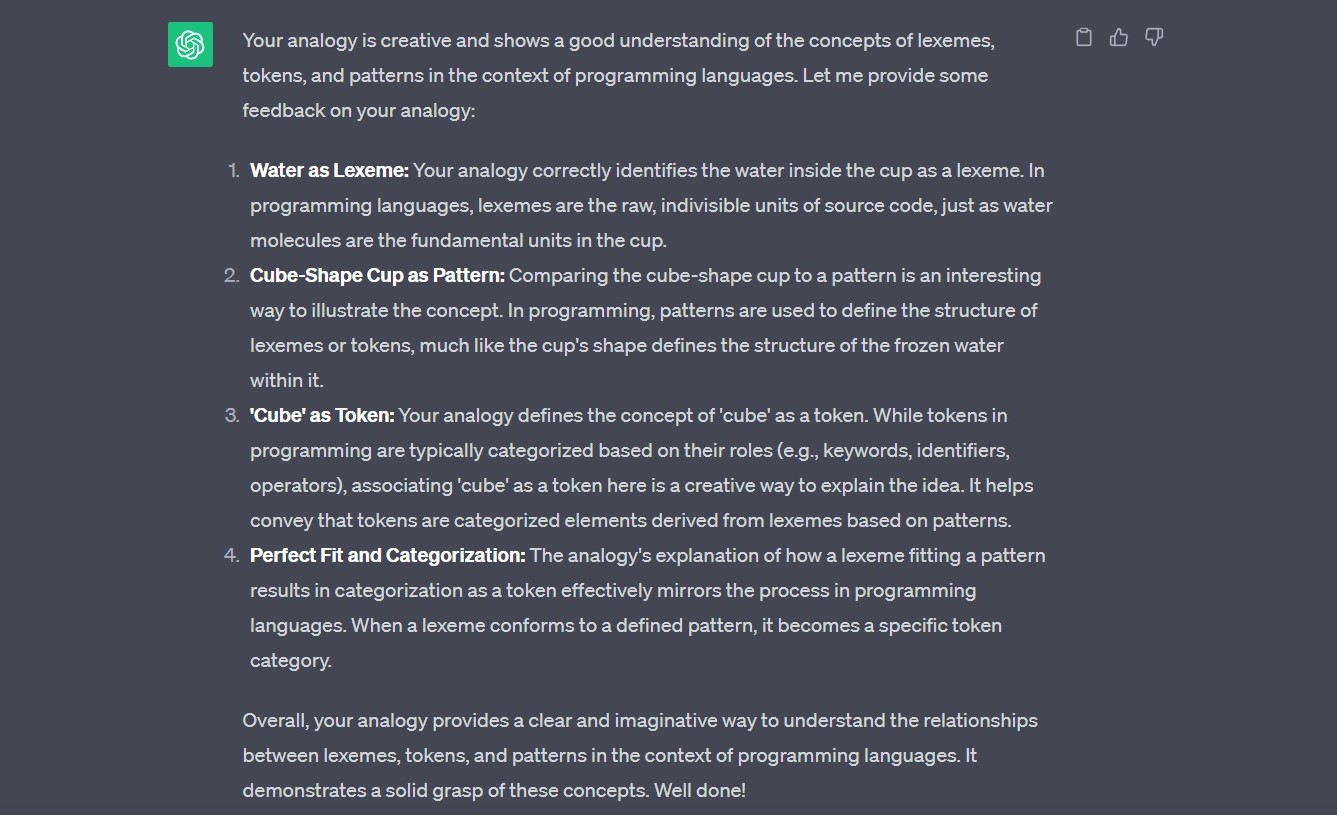 Your analogy is creative and shows a good understanding of the concepts of lexemes,
tokens, and patterns in the context of programming languages. Let me provide some
feedback on your analogy:
1. Water as Lexeme: Your analogy correctly identifies the water inside the cup as a lexeme. In
programming languages, lexemes are the raw, indivisible units of source code, just as water
molecules are the fundamental units in the cup.
2. Cube-Shape Cup as Pattern: Comparing the cube-shape cup to a pattern is an interesting
way to illustrate the concept. In programming, patterns are used to define the structure of
lexemes or tokens, much like the cup's shape defines the structure of the frozen water
within it.
3. 'Cube' as Token: Your analogy defines the concept of 'cube' as a token. While tokens in
programming are typically categorized based on their roles (e.g., keywords, identifiers,
operators), associating 'cube' as a token here is a creative way to explain the idea. It helps
convey that tokens are categorized elements derived from lexemes based on patterns.
4. Perfect Fit and Categorization: The analogy's explanation of how a lexeme fitting a pattern
results in categorization as a token effectively mirrors the process in programming
languages. When a lexeme conforms to a defined pattern, it becomes a specific token
category.
Overall, your analogy provides a clear and imaginative way to understand the relationships
between lexemes, tokens, and patterns in the context of programming languages. It
demonstrates a solid grasp of these concepts. Well done!